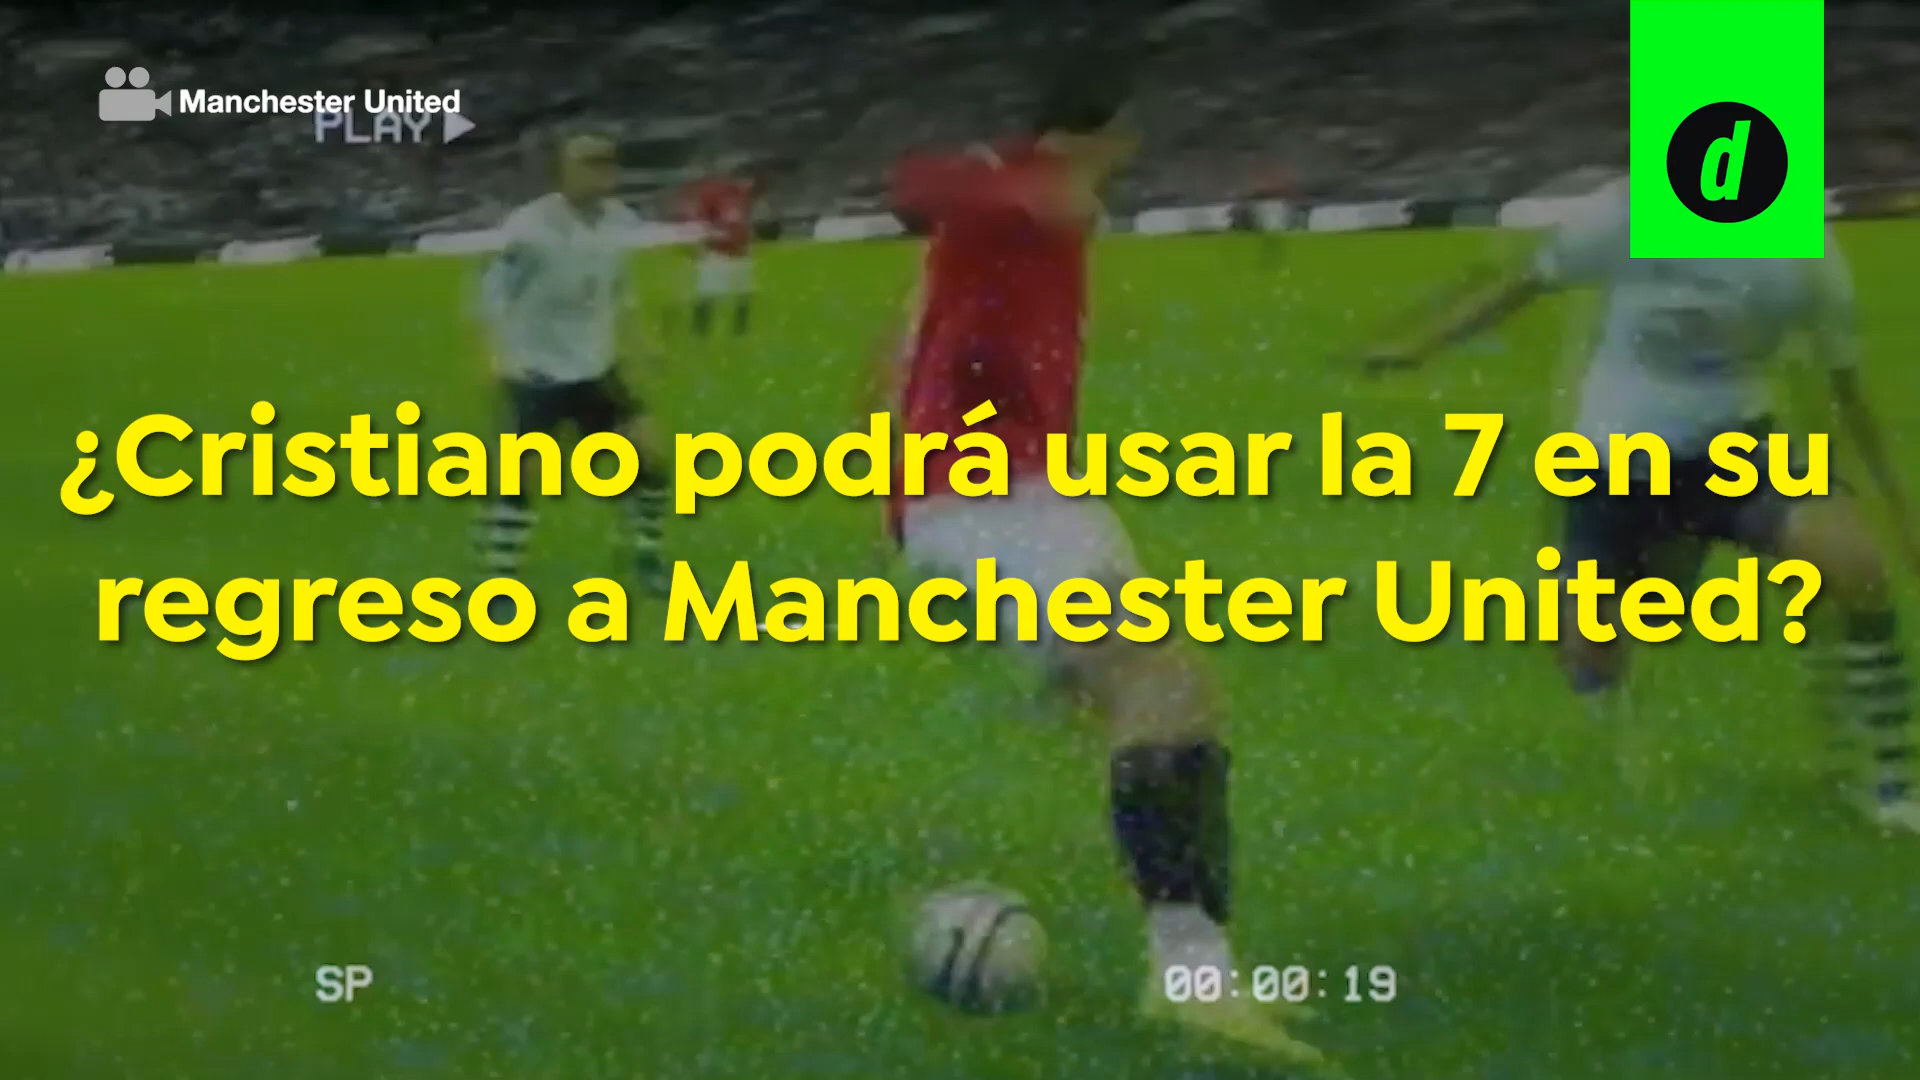 Manchester United
PLAY
d
¿Cristiano podrá usar la 7 en su
regreso a Manchester United?
SP
00:00:19